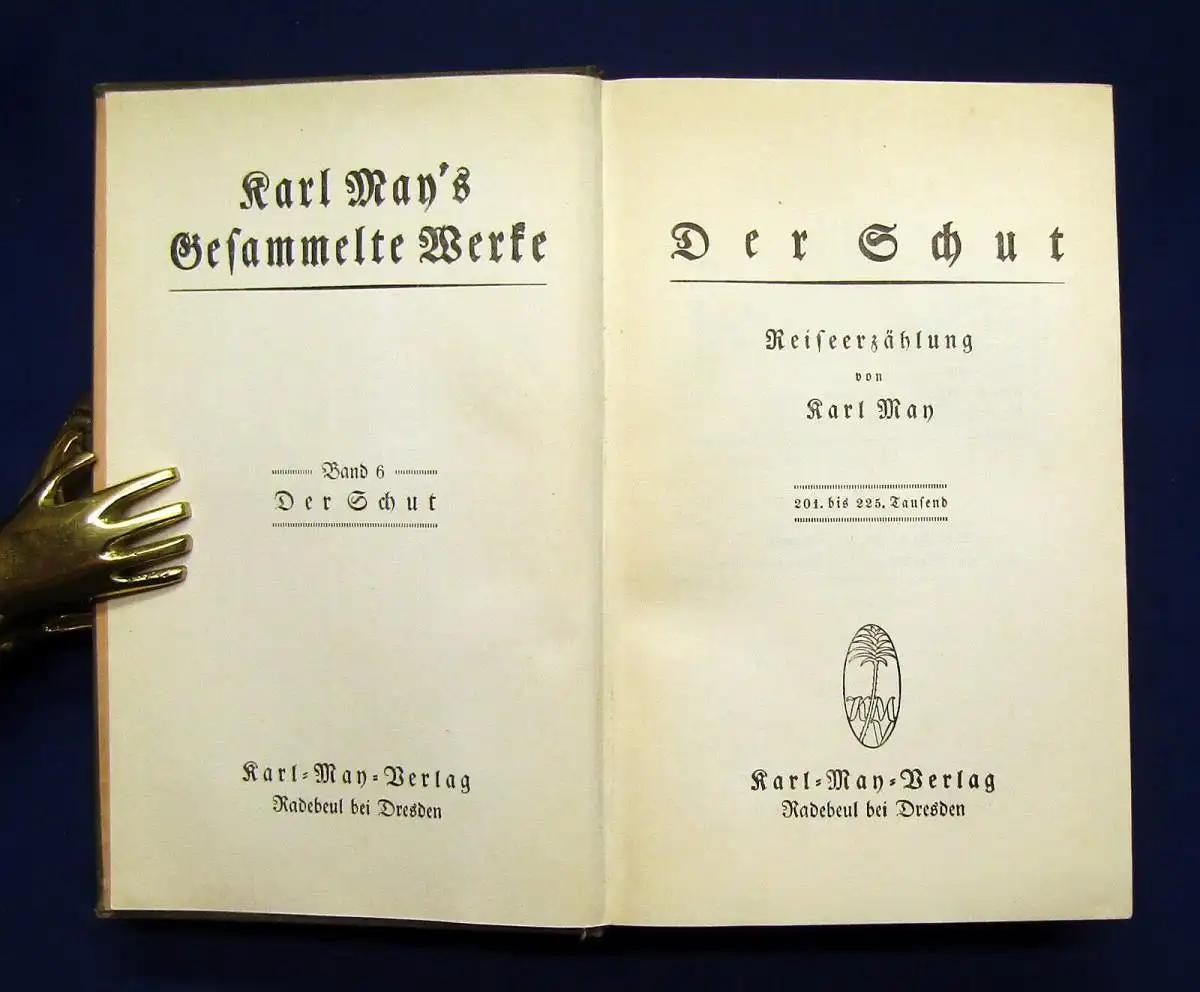 Karl May's
Gesammelte Werke
Band 6
Der Schut
Karl=May=Verlag
Radebeul bei Dresden
Der Schut
Reiseerzählung
von
Karl May
201. bis 225. Tausend
Karl=May=Verlag
Radebeul bei Dresden